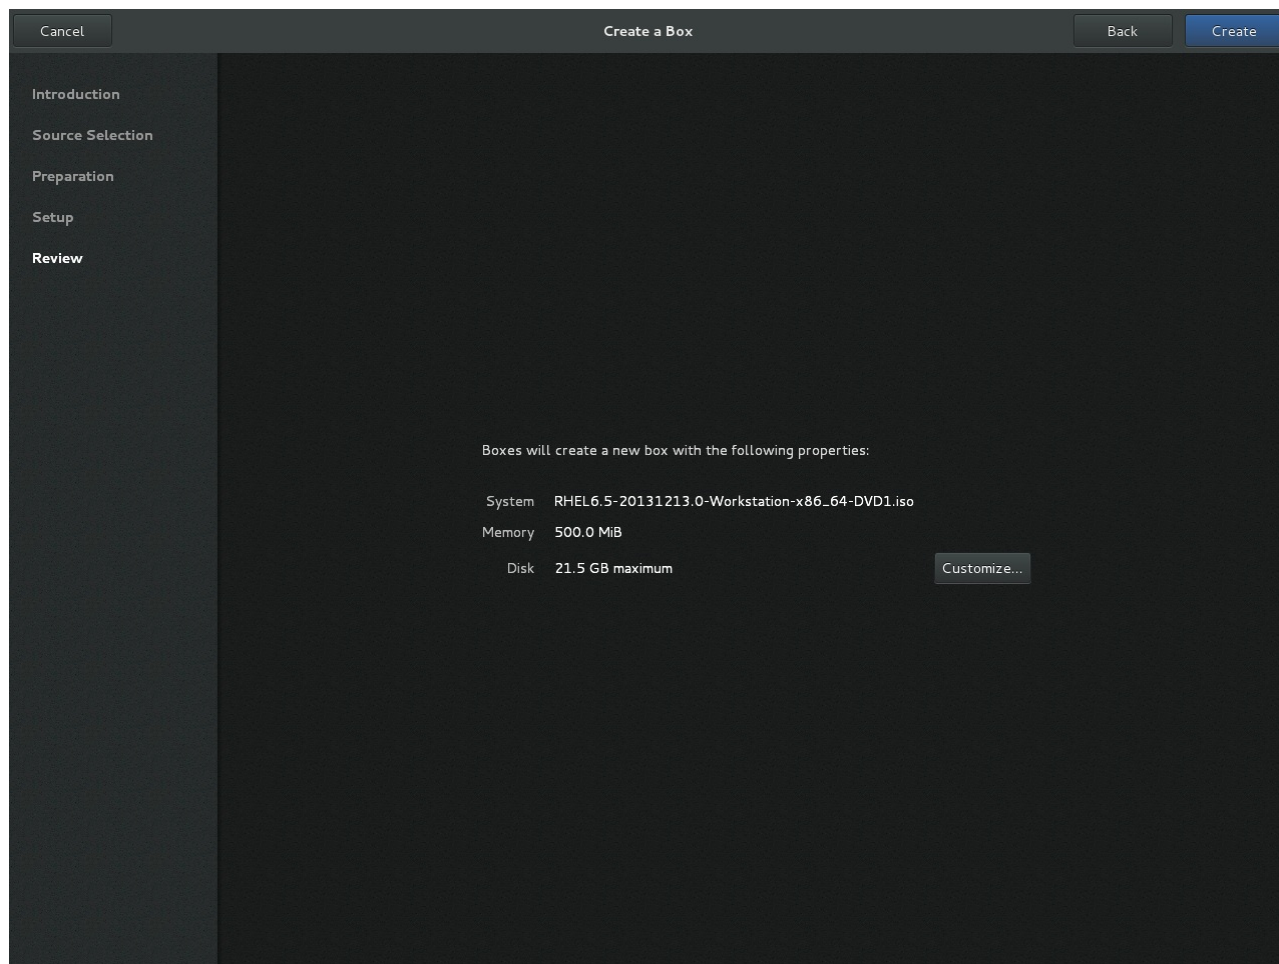 Cancel
Create a Box
Back
Create
Introduction
Source Selection
Preparation
Setup
Review
Boxes will create a new box with the following properties:
System RHEL6.5-20131213.0-Workstation-x86_64-DVD1.iso
Memory 500.0 MiB
Disk 21.5 GB maximum
Customize...